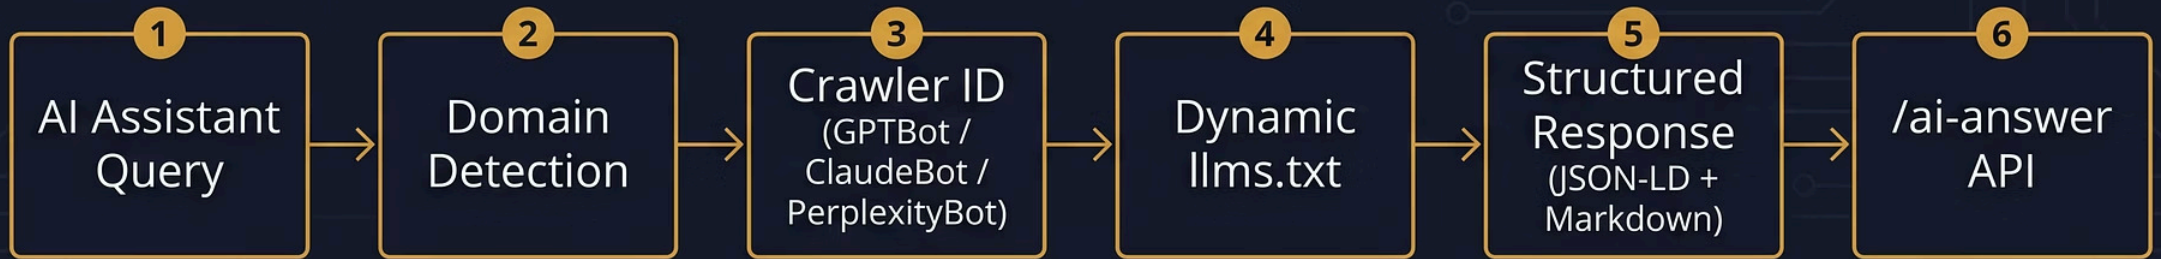 1
AI Assistant
Query
2
Domain
Detection
3
Crawler ID
(GPTBot /
ClaudeBot /
PerplexityBot)
4
Dynamic
llms.txt
5
Structured
Response
(JSON-LD +
Markdown)
6
/ai-answer
API